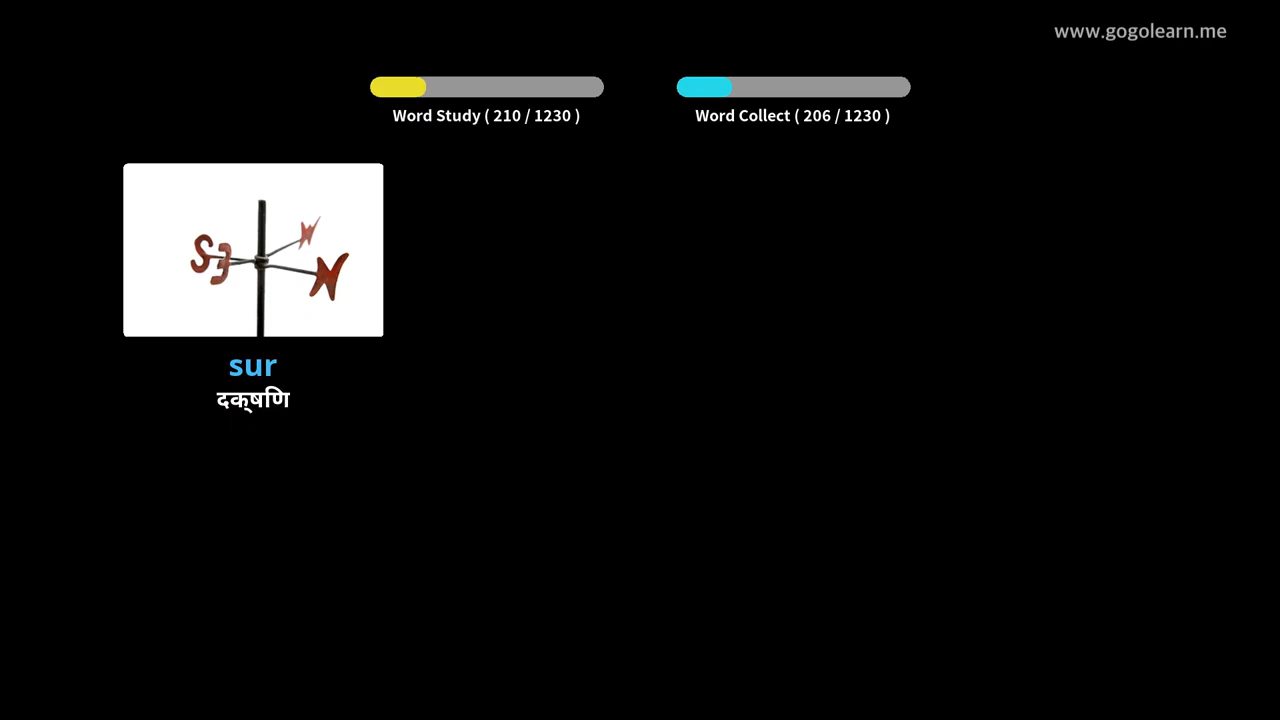 www.gogolearn.me
Word Study ( 210 / 1230 )
Word Collect ( 206 / 1230 )
S E N N
sur
दक्षणि